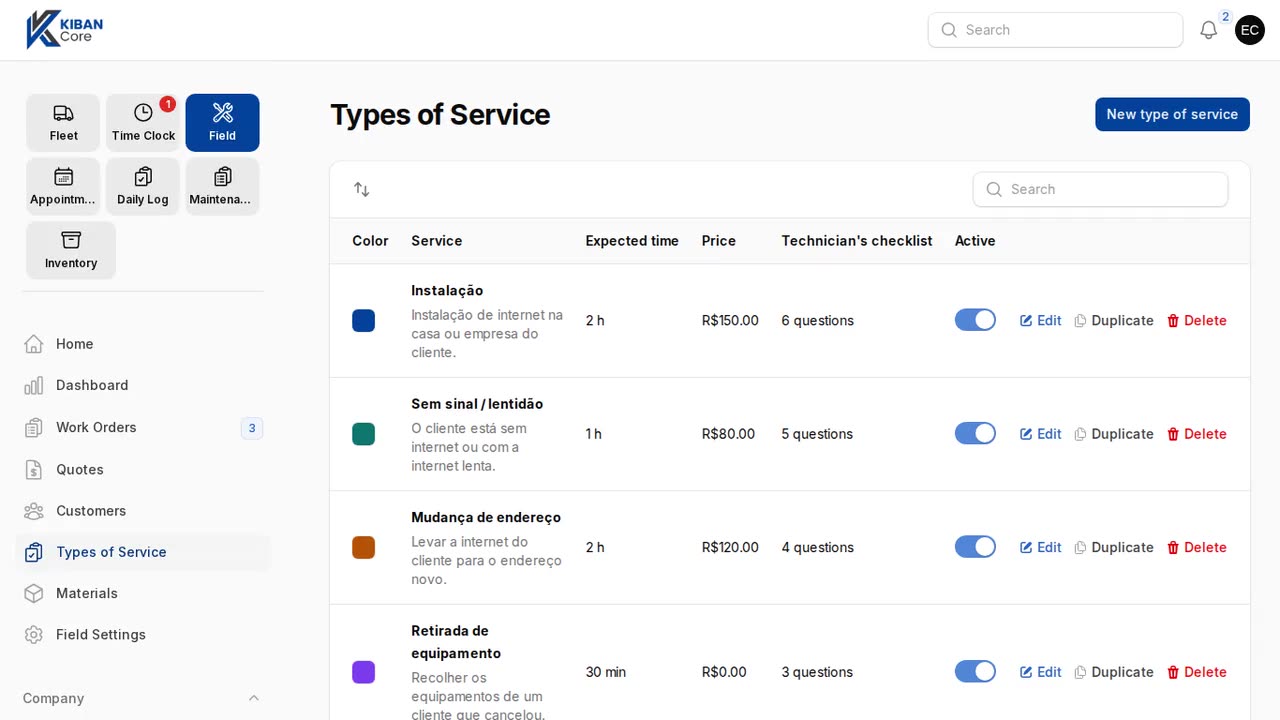 KIBAN
Core
Search
2
EC
Fleet
Time Clock
1
Field
Appointm...
Daily Log
Maintena...
Inventory
Home
Dashboard
Work Orders
3
Quotes
Customers
Types of Service
Materials
Field Settings
Company
Types of Service
New type of service
Search
Color Service Expected time Price Technician's checklist Active
Instalação
Instalação de internet na
casa ou empresa do
cliente.
2 h R$150.00 6 questions Edit Duplicate Delete
Sem sinal / lentidão
O cliente está sem
internet ou com a
internet lenta.
1 h R$80.00 5 questions Edit Duplicate Delete
Mudança de endereço
Levar a internet do
cliente para o endereço
novo.
2 h R$120.00 4 questions Edit Duplicate Delete
Retirada de
equipamento
Recolher os
equipamentos de um
cliente que cancelou.
30 min R$0.00 3 questions Edit Duplicate Delete